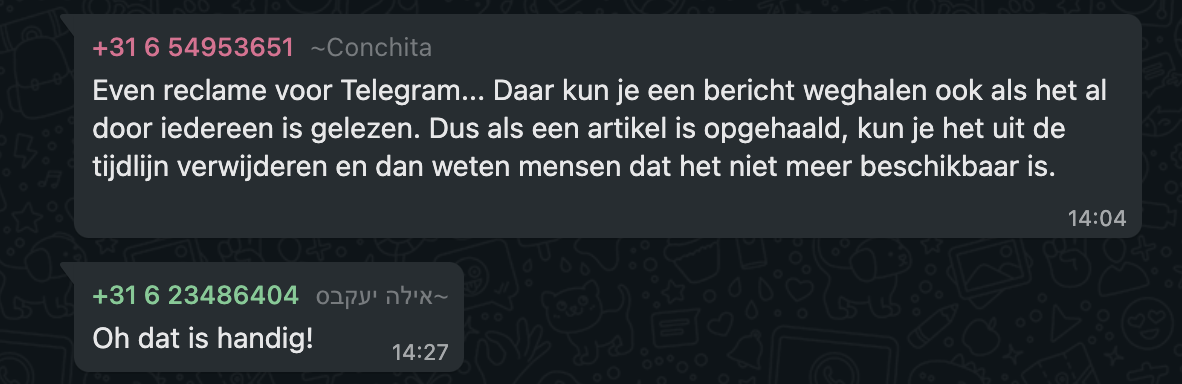 +31 6 54953651 ~Conchita
Even reclame voor Telegram... Daar kun je een bericht weghalen ook als het al
door iedereen is gelezen. Dus als een artikel is opgehaald, kun je het uit de
tijdlijn verwijderen en dan weten mensen dat het niet meer beschikbaar is.
14:04
+31 6 23486404 ~אילה יעקבס
Oh dat is handig!
14:27